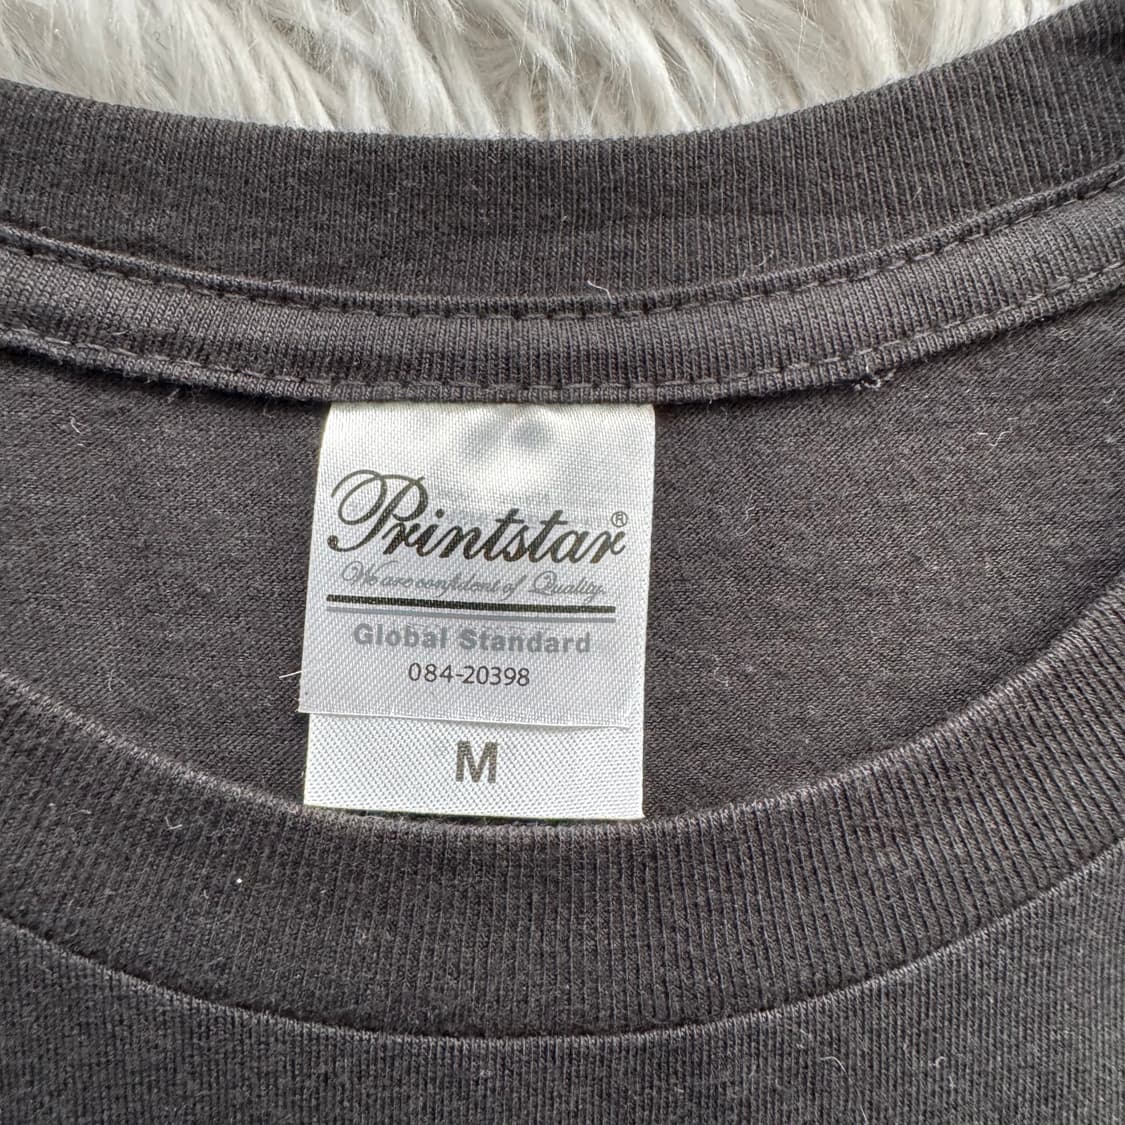 Printstar®
We are confident of Quality.
Global Standard
084-20398
M